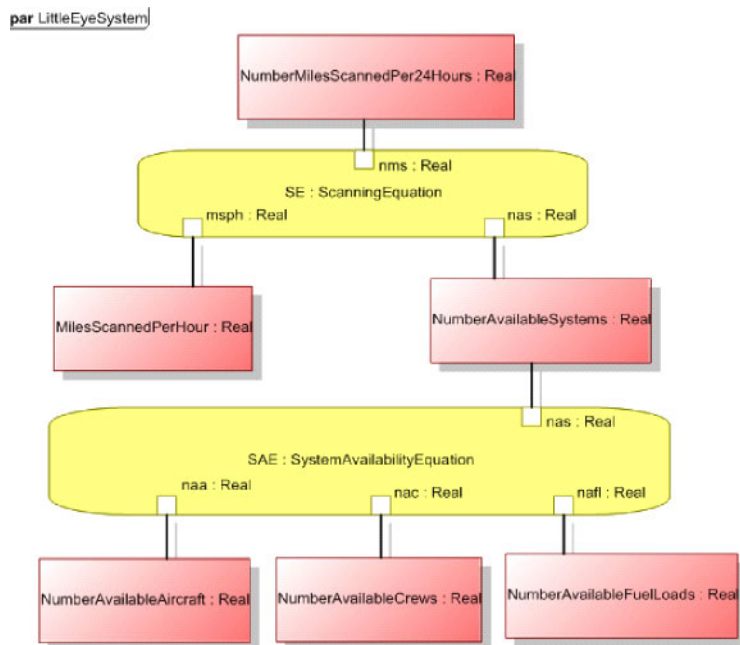 par LittleEyeSystem
NumberMilesScannedPer24Hours : Real
nms : Real
SE : ScanningEquation
msph : Real
nas : Real
MilesScannedPerHour : Real
NumberAvailableSystems : Real
nas : Real
SAE : SystemAvailabilityEquation
naa : Real
nac : Real
nafl : Real
NumberAvailableAircraft : Real
NumberAvailableCrews : Real
NumberAvailableFuelLoads : Real